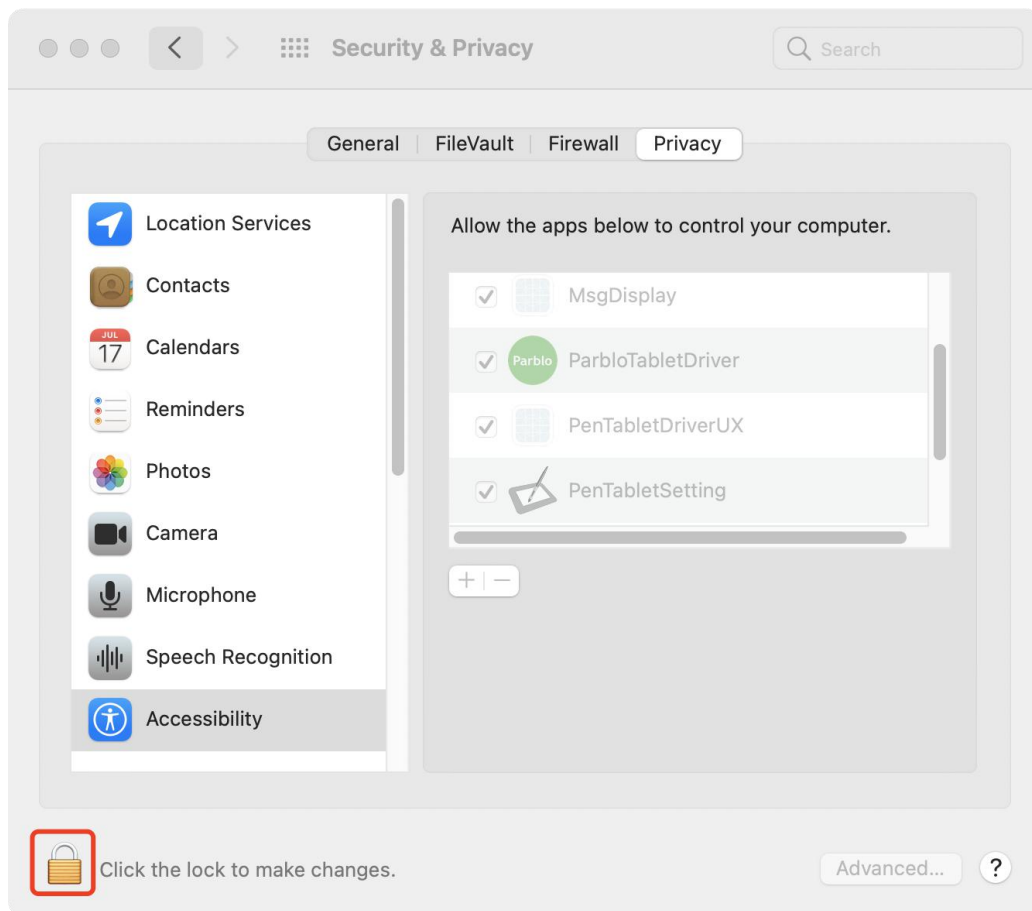 Security & Privacy
Search
General
FileVault
Firewall
Privacy
Location Services
Contacts
JUL
17
Calendars
Reminders
Photos
Camera
Microphone
Speech Recognition
Accessibility
Allow the apps below to control your computer.
MsgDisplay
Parblo
ParbloTabletDriver
PenTabletDriverUX
PenTabletSetting
+
−
Click the lock to make changes.
Advanced...
?